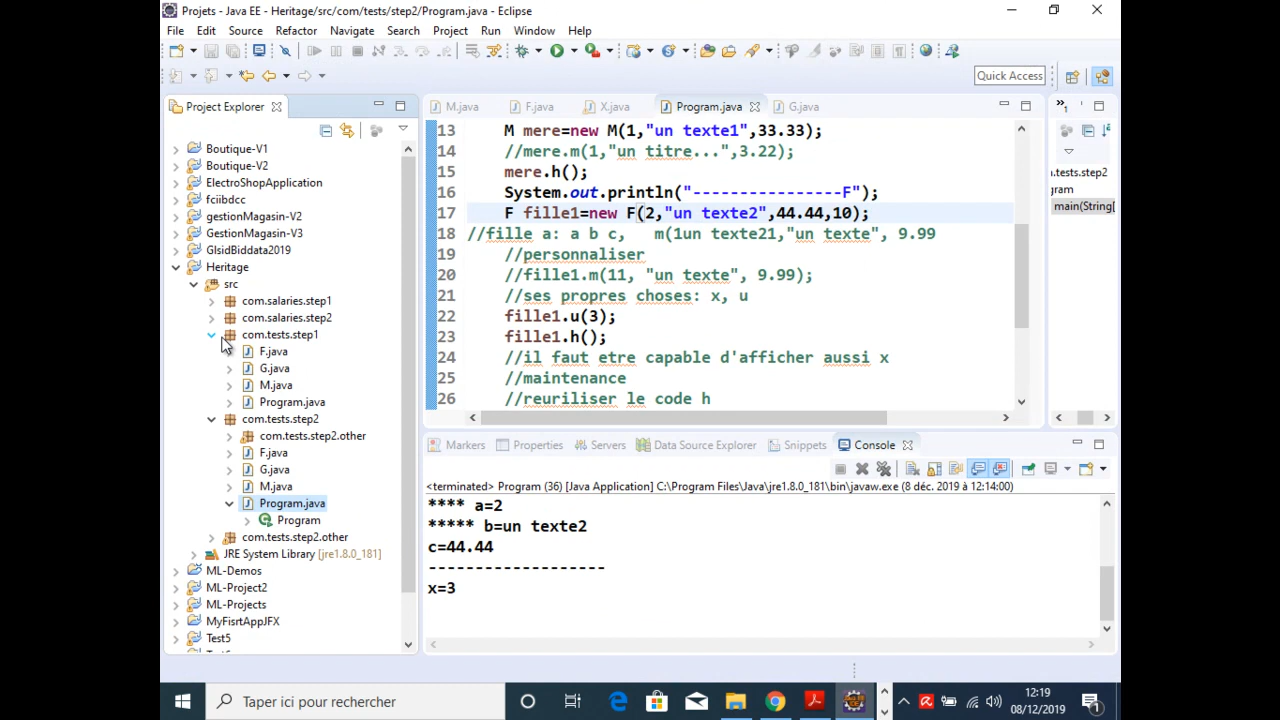 Projets - Java EE - Heritage/src/com/tests/step2/Program.java - Eclipse
File Edit Source Refactor Navigate Search Project Run Window Help
Quick Access
Project Explorer
Boutique-V1
Boutique-V2
ElectroShopApplication
fciibdcc
gestionMagasin-V2
GestionMagasin-V3
GlsidBiddata2019
Heritage
src
com.salaries.step1
com.salaries.step2
com.tests.step1
F.java
G.java
M.java
Program.java
com.tests.step2
com.tests.step2.other
F.java
G.java
M.java
Program.java
Program
com.tests.step2.other
JRE System Library [jre1.8.0_181]
ML-Demos
ML-Project2
ML-Projects
MyFisrtAppJFX
Test5
M.java F.java X.java Program.java G.java
13 M mere=new M(1,"un texte1",33.33);
14 //mere.m(1,"un titre...",3.22);
15 mere.h();
16 System.out.println("----------------F");
17 F fille1=new F(2,"un texte2",44.44,10);
18 //fille a: a b c, m(1un texte21,"un texte", 9.99
19 //personnaliser
20 //fille1.m(11, "un texte", 9.99);
21 //ses propres choses: x, u
22 fille1.u(3);
23 fille1.h();
24 //il faut etre capable d'afficher aussi x
25 //maintenance
26 //reuriliser le code h
1
.tests.step2
gram
main(String[
Markers Properties Servers Data Source Explorer Snippets Console
<terminated> Program (36) [Java Application] C:\Program Files\Java\jre1.8.0_181\bin\javaw.exe (8 déc. 2019 à 12:14:00)
**** a=2
***** b=un texte2
c=44.44
-------------------
x=3
Taper ici pour rechercher
12:19
08/12/2019
1